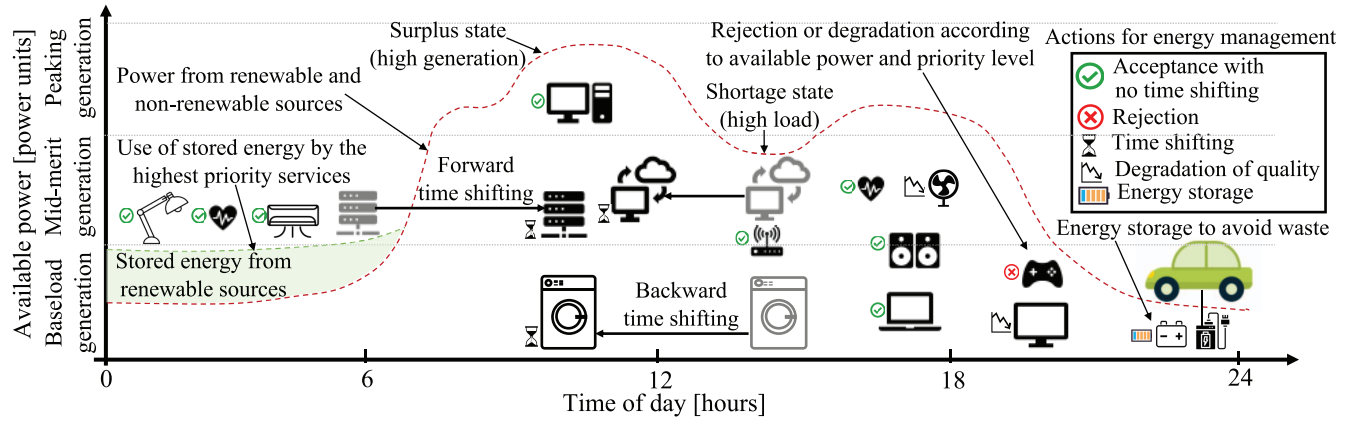 Available power [power units]
Peaking
generation
Mid-merit
generation
Baseload
generation
Surplus state
(high generation)
Power from renewable and
non-renewable sources
Use of stored energy by the
highest priority services
Stored energy from
renewable sources
Forward
time shifting
Backward
time shifting
Rejection or degradation according
to available power and priority level
Shortage state
(high load)
Actions for energy management
Acceptance with
no time shifting
Rejection
Time shifting
Degradation of quality
Energy storage
Energy storage to avoid waste
0
6
12
18
24
Time of day [hours]